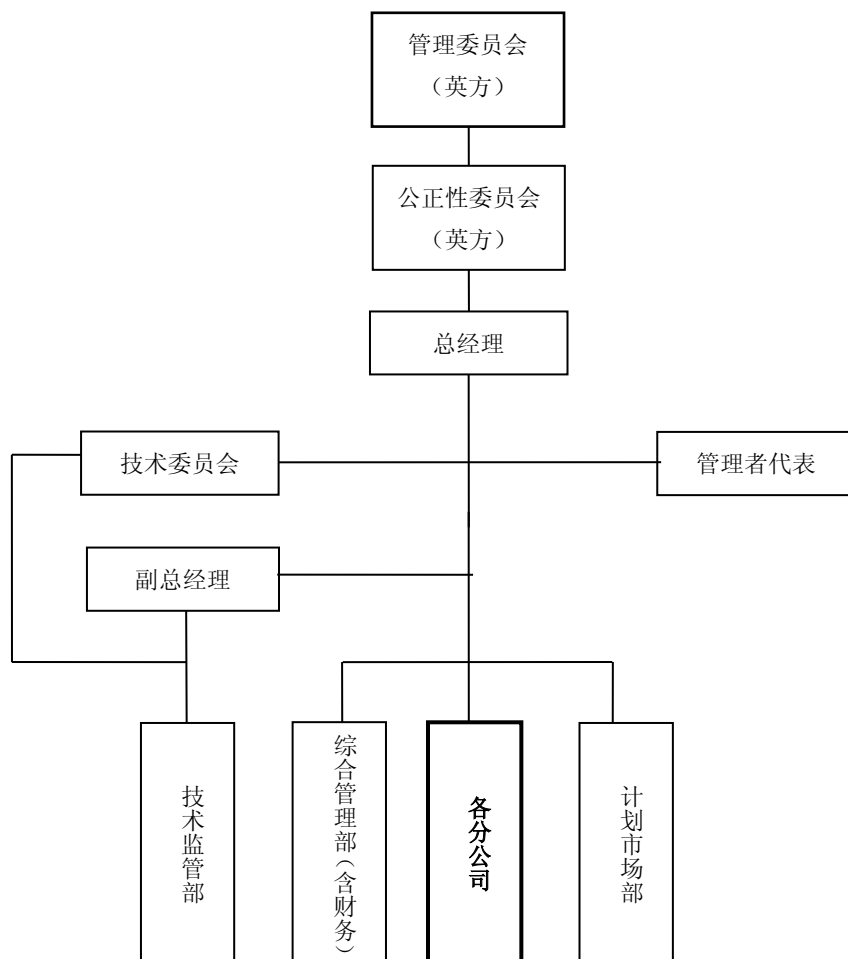 管理委员会
（英方）
公正性委员会
（英方）
总经理
技术委员会
管理者代表
副总经理
技术监管部
综合管理部（含财务）
各分公司
计划市场部